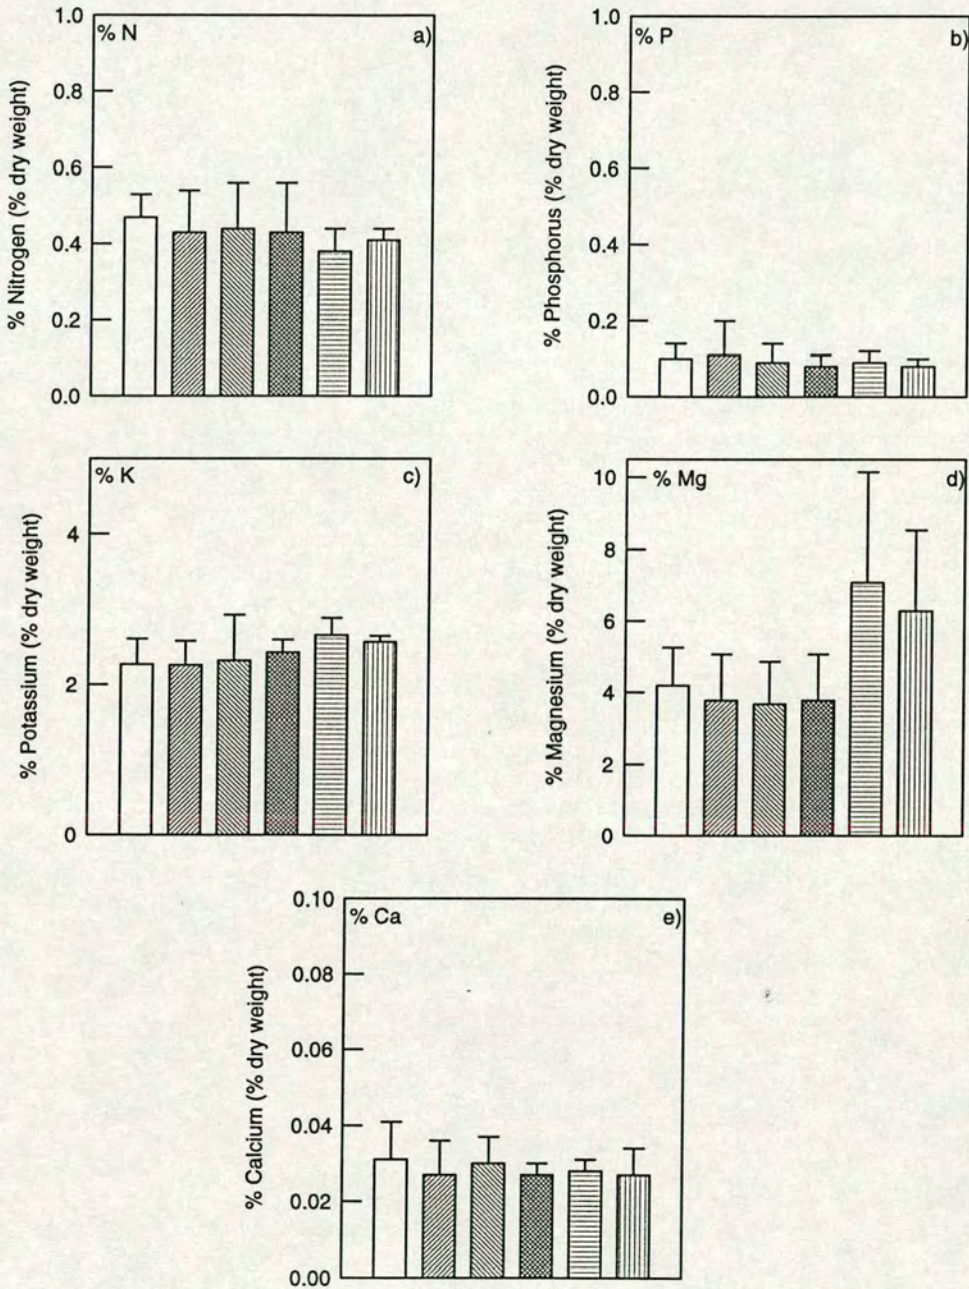 % N
a)
% Nitrogen (% dry weight)
1.0
0.8
0.6
0.4
0.2
0.0
% P
b)
% Phosphorus (% dry weight)
1.0
0.8
0.6
0.4
0.2
0.0
% K
c)
% Potassium (% dry weight)
4
2
0
% Mg
d)
% Magnesium (% dry weight)
10
8
6
4
2
0
% Ca
e)
% Calcium (% dry weight)
0.10
0.08
0.06
0.04
0.02
0.00